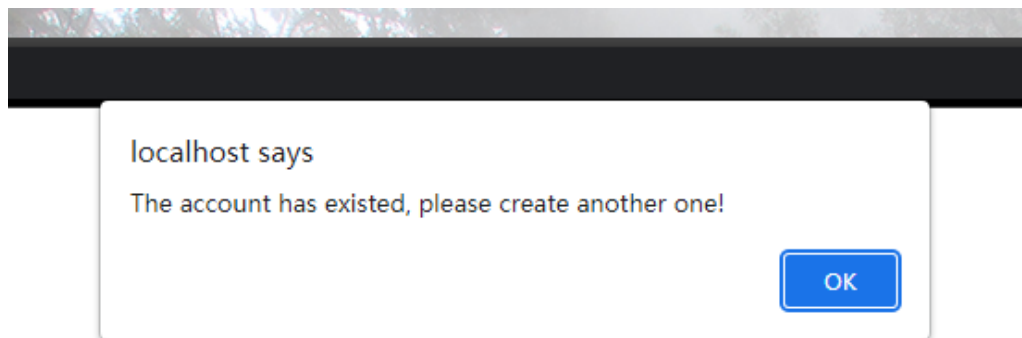 localhost says
The account has existed, please create another one!
OK